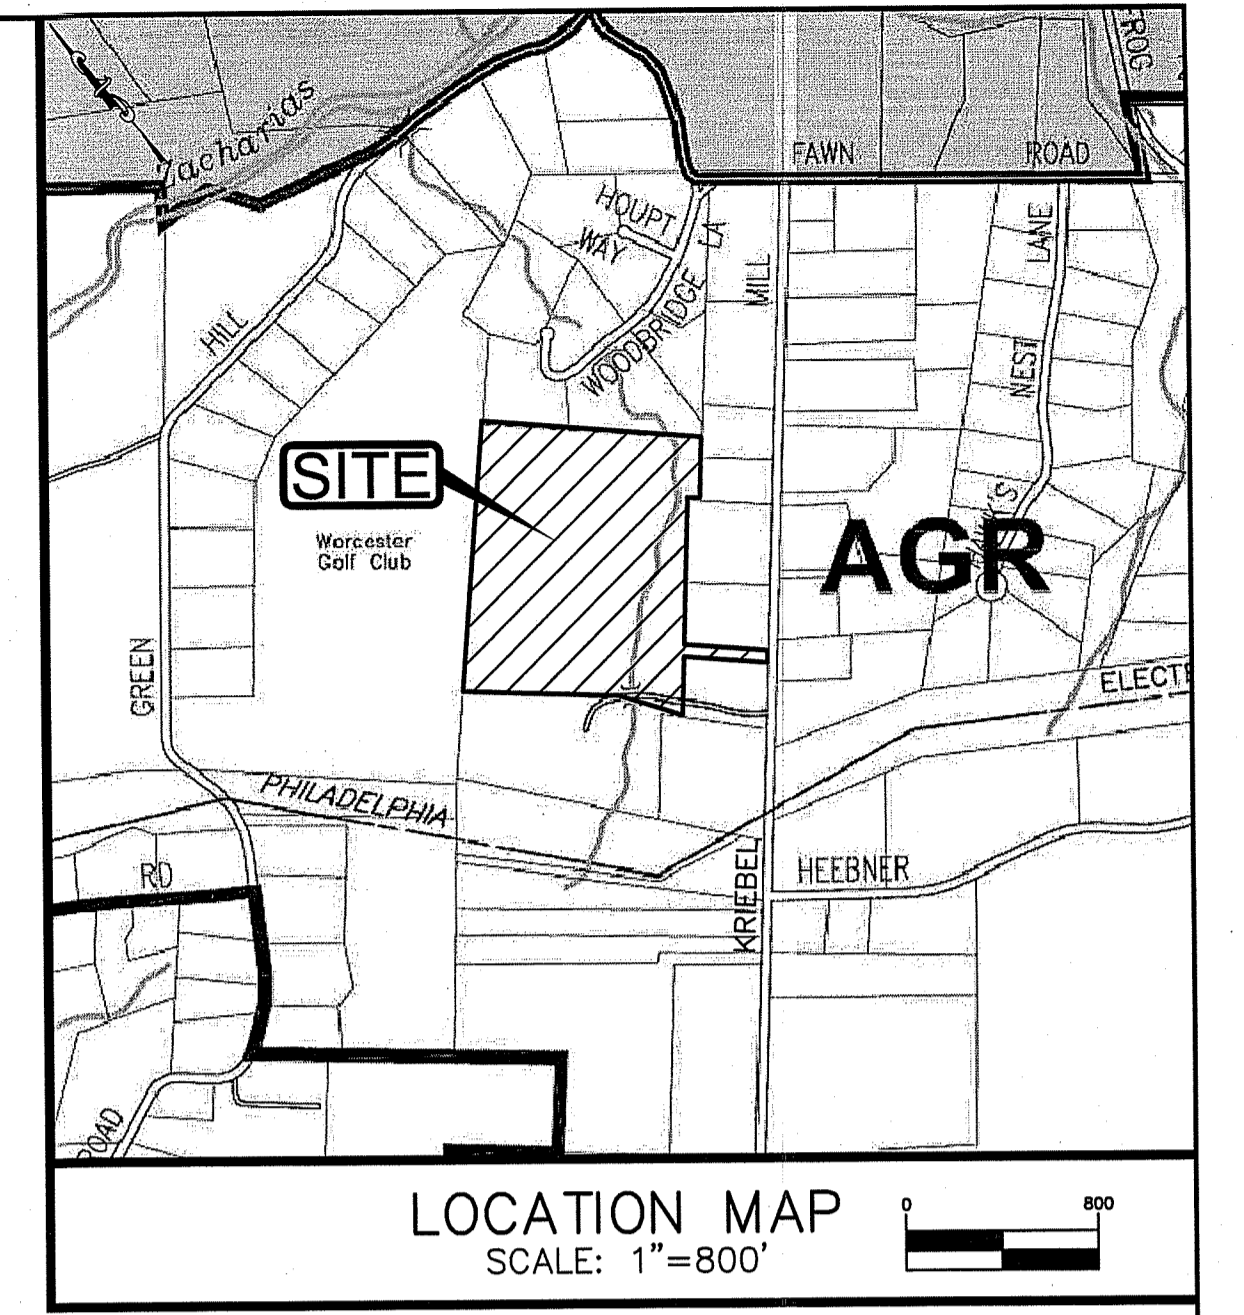 Zacharias
FROG
FAWN ROAD
HOUPT
WAY
LA
WOODBRIDGE
MILL
LANE
NEST
HILL
SITE
Worcester
Golf Club
AGR
GREEN
ELECT
PHILADELPHIA
RD
KRIEBEL
HEEBNER
ROAD
LOCATION MAP
SCALE: 1"=800'
0 800